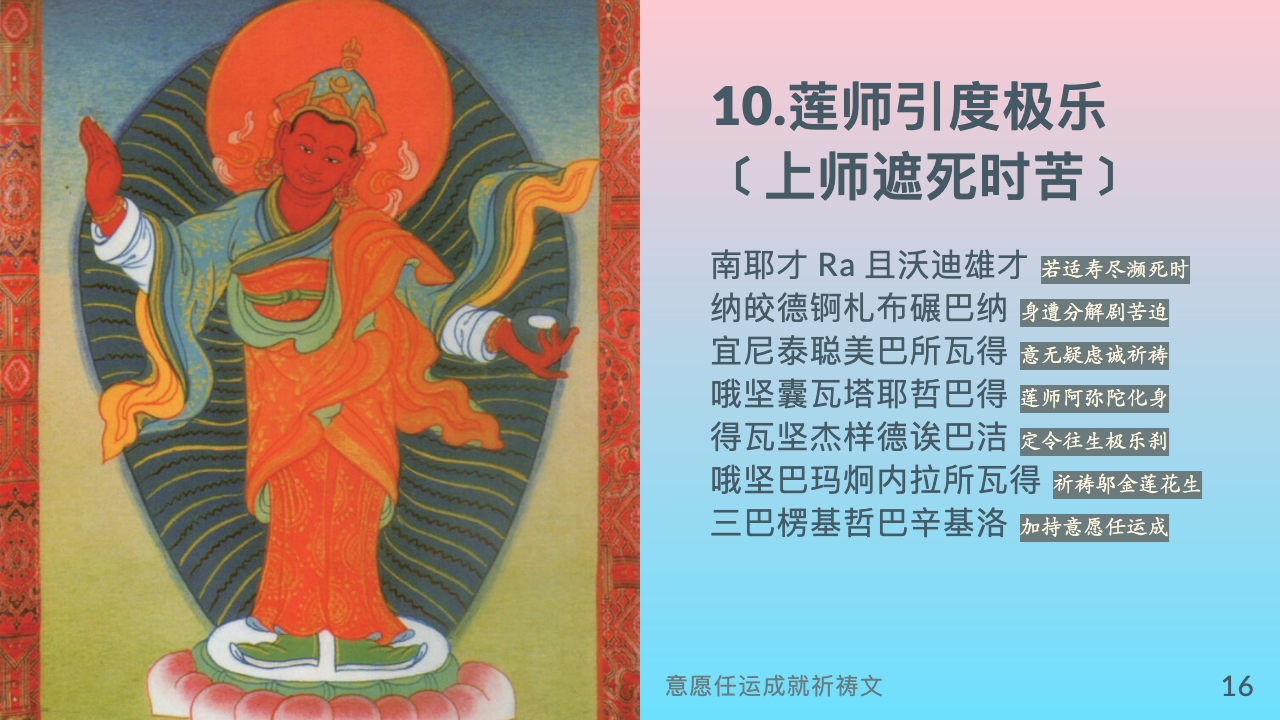 10.莲师引度极乐
﹝上师遮死时苦﹞
南耶才 Ra 且沃迪雄才 若适寿尽濒死时
纳皎德锕札布碾巴纳 身遭分解剧苦迫
宜尼泰聪美巴所瓦得 意无疑虑诚祈祷
哦坚囊瓦塔耶哲巴得 莲师阿弥陀化身
得瓦坚杰样德诶巴洁 定令往生极乐刹
哦坚巴玛炯内拉所瓦得 祈祷邬金莲花生
三巴楞基哲巴辛基洛 加持意愿任运成
意愿任运成就祈祷文
16